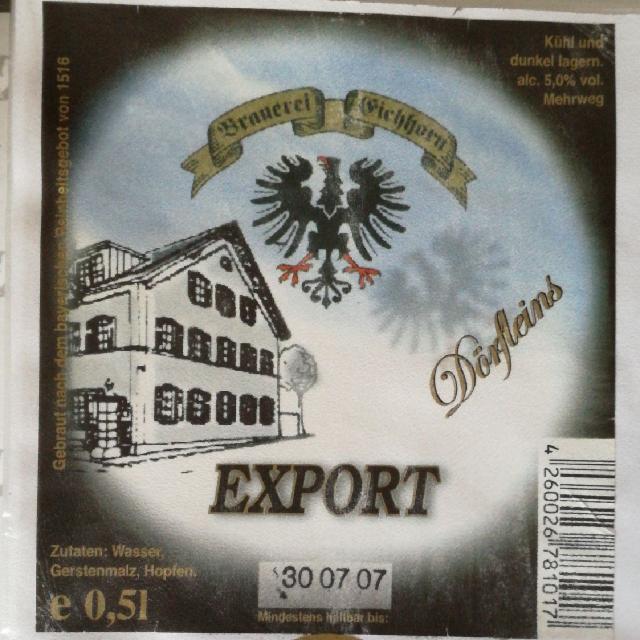 Kühl und
dunkel lagern.
alc. 5,0% vol.
Mehrweg
Brauerei Eichhorn
Gebraut nach dem bayerischen Reinheitsgebot von 1516
Dörfleins
EXPORT
Zutaten: Wasser,
Gerstenmalz, Hopfen.
e 0,5l
30 07 07
Mindestens haltbar bis:
4 260026 781017